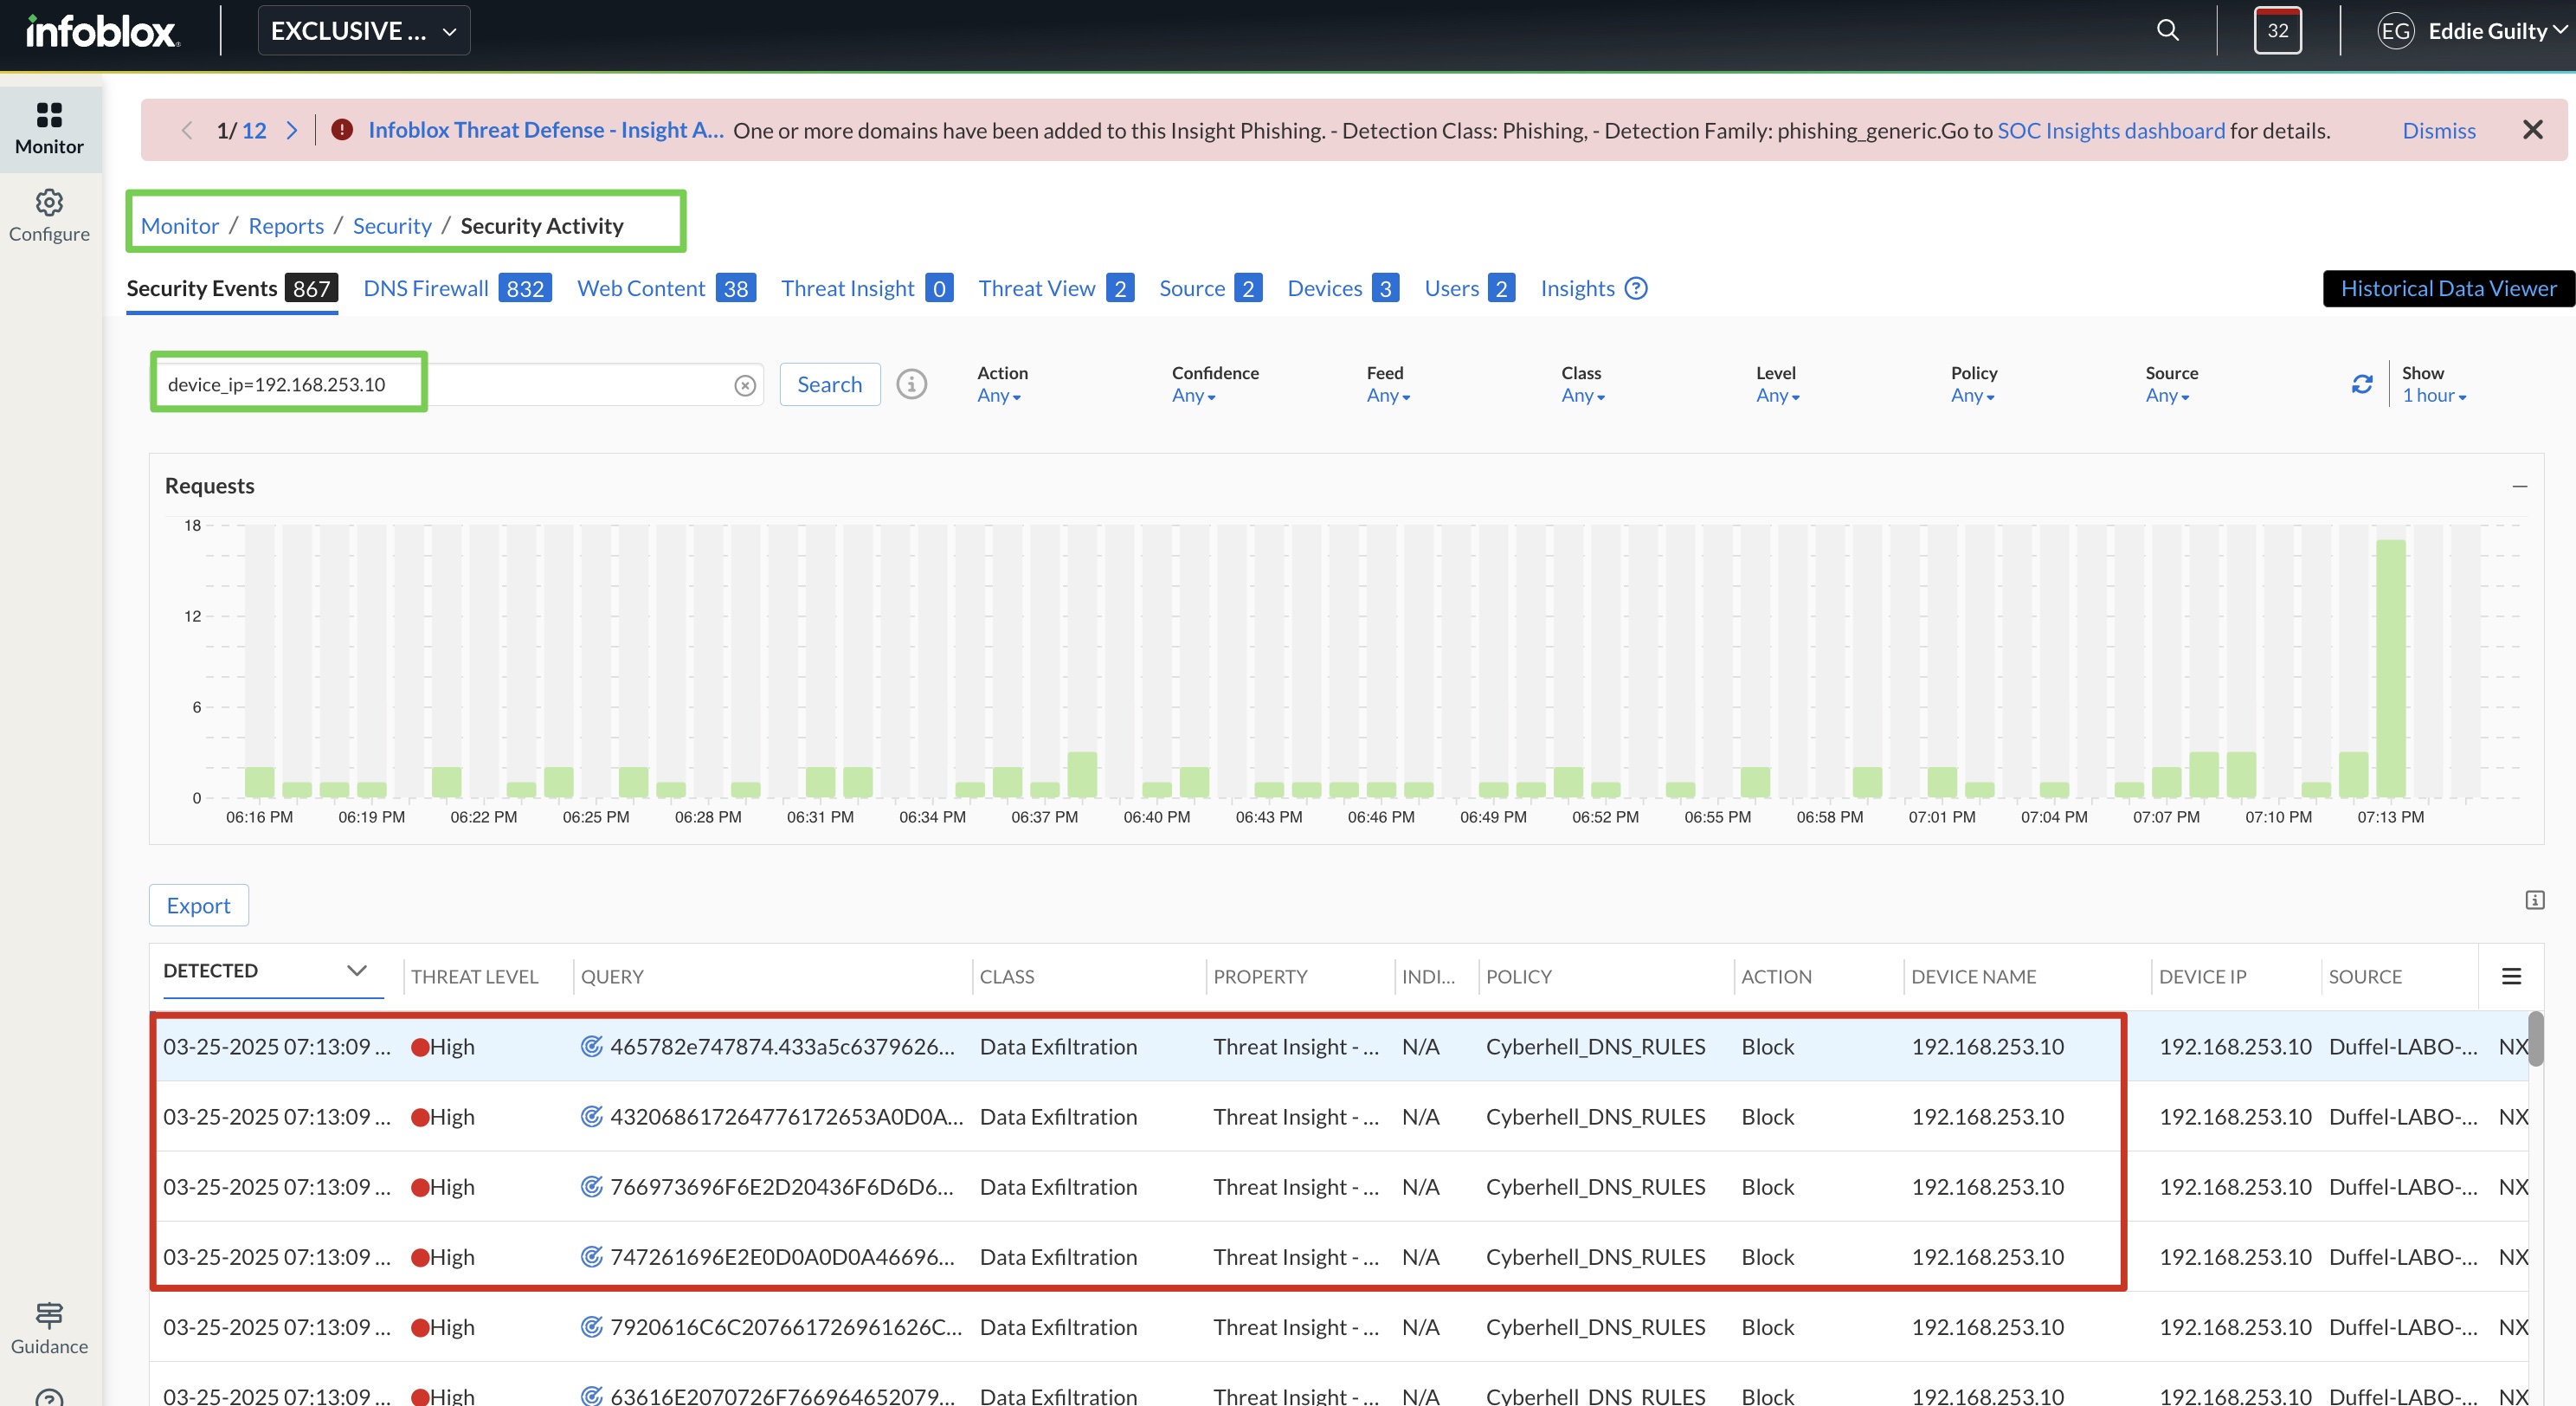 infoblox
EXCLUSIVE ...
32
EG Eddie Guilty
Monitor
Configure
1/ 12 Infoblox Threat Defense - Insight A... One or more domains have been added to this Insight Phishing. - Detection Class: Phishing, - Detection Family: phishing_generic.Go to SOC Insights dashboard for details. Dismiss
Monitor / Reports / Security / Security Activity
Security Events 867 DNS Firewall 832 Web Content 38 Threat Insight 0 Threat View 2 Source 2 Devices 3 Users 2 Insights ? Historical Data Viewer
device_ip=192.168.253.10 Search
Action Confidence Feed Class Level Policy Source Show
Any Any Any Any Any Any Any 1 hour
Requests
18
12
6
0
06:16 PM 06:19 PM 06:22 PM 06:25 PM 06:28 PM 06:31 PM 06:34 PM 06:37 PM 06:40 PM 06:43 PM 06:46 PM 06:49 PM 06:52 PM 06:55 PM 06:58 PM 07:01 PM 07:04 PM 07:07 PM 07:10 PM 07:13 PM
Export
DETECTED THREAT LEVEL QUERY CLASS PROPERTY INDI... POLICY ACTION DEVICE NAME DEVICE IP SOURCE
03-25-2025 07:13:09 ... High 465782e747874.433a5c6379626... Data Exfiltration Threat Insight - ... N/A Cyberhell_DNS_RULES Block 192.168.253.10 192.168.253.10 Duffel-LABO-... NX
03-25-2025 07:13:09 ... High 432068617264776172653A0D0A... Data Exfiltration Threat Insight - ... N/A Cyberhell_DNS_RULES Block 192.168.253.10 192.168.253.10 Duffel-LABO-... NX
03-25-2025 07:13:09 ... High 766973696F6E2D20436F6D6D6... Data Exfiltration Threat Insight - ... N/A Cyberhell_DNS_RULES Block 192.168.253.10 192.168.253.10 Duffel-LABO-... NX
03-25-2025 07:13:09 ... High 747261696E2E0D0A0D0A46696... Data Exfiltration Threat Insight - ... N/A Cyberhell_DNS_RULES Block 192.168.253.10 192.168.253.10 Duffel-LABO-... NX
03-25-2025 07:13:09 ... High 7920616C6C207661726961626C... Data Exfiltration Threat Insight - ... N/A Cyberhell_DNS_RULES Block 192.168.253.10 192.168.253.10 Duffel-LABO-... NX
03-25-2025 07:13:09 ... High 63616E2070726F766964652079... Data Exfiltration Threat Insight - ... N/A Cyberhell DNS RULES Block 192.168.253.10 192.168.253.10 Duffel-LABO-... NX
Guidance